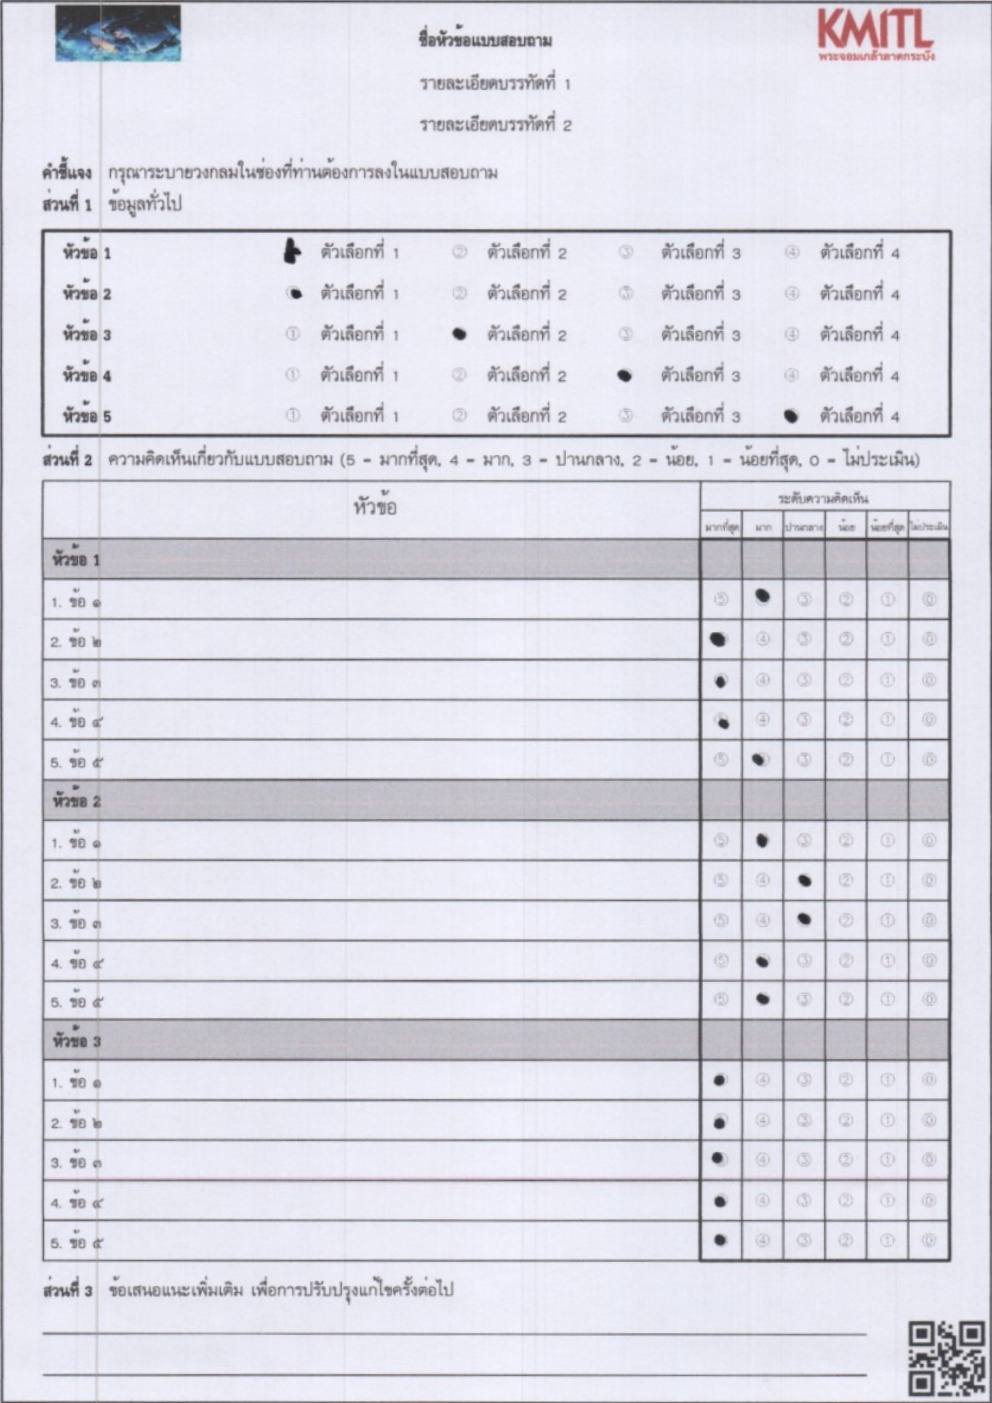 KMITL
พระจอมเกล้าลาดกระบัง
ชื่อหัวข้อแบบสอบถาม
รายละเอียดบรรทัดที่ 1
รายละเอียดบรรทัดที่ 2
คำชี้แจง กรุณาระบายวงกลมในช่องที่ท่านต้องการลงในแบบสอบถาม
ส่วนที่ 1 ข้อมูลทั่วไป
หัวข้อ 1 ตัวเลือกที่ 1 ② ตัวเลือกที่ 2 ③ ตัวเลือกที่ 3 ④ ตัวเลือกที่ 4
หัวข้อ 2 ตัวเลือกที่ 1 ② ตัวเลือกที่ 2 ③ ตัวเลือกที่ 3 ④ ตัวเลือกที่ 4
หัวข้อ 3 ① ตัวเลือกที่ 1 ตัวเลือกที่ 2 ③ ตัวเลือกที่ 3 ④ ตัวเลือกที่ 4
หัวข้อ 4 ① ตัวเลือกที่ 1 ② ตัวเลือกที่ 2 ตัวเลือกที่ 3 ④ ตัวเลือกที่ 4
หัวข้อ 5 ① ตัวเลือกที่ 1 ② ตัวเลือกที่ 2 ③ ตัวเลือกที่ 3 ตัวเลือกที่ 4
ส่วนที่ 2 ความคิดเห็นเกี่ยวกับแบบสอบถาม (5 - มากที่สุด, 4 - มาก, 3 - ปานกลาง, 2 - น้อย, 1 - น้อยที่สุด, 0 - ไม่ประเมิน)
หัวข้อ ระดับความคิดเห็น
มากที่สุด มาก ปานกลาง น้อย น้อยที่สุด ไม่ประเมิน
หัวข้อ 1
1. ข้อ ๑ ⑤ ③ ② ① ⓪
2. ข้อ ๒ ④ ③ ② ① ⓪
3. ข้อ ๓ ④ ③ ② ① ⓪
4. ข้อ ๔ ④ ③ ② ① ⓪
5. ข้อ ๕ ⑤ ③ ② ① ⓪
หัวข้อ 2
1. ข้อ ๑ ⑤ ③ ② ① ⓪
2. ข้อ ๒ ⑤ ④ ② ① ⓪
3. ข้อ ๓ ⑤ ④ ② ① ⓪
4. ข้อ ๔ ⑤ ③ ② ① ⓪
5. ข้อ ๕ ⑤ ③ ② ① ⓪
หัวข้อ 3
1. ข้อ ๑ ④ ③ ② ① ⓪
2. ข้อ ๒ ④ ③ ② ① ⓪
3. ข้อ ๓ ④ ③ ② ① ⓪
4. ข้อ ๔ ④ ③ ② ① ⓪
5. ข้อ ๕ ④ ③ ② ① ⓪
ส่วนที่ 3 ข้อเสนอแนะเพิ่มเติม เพื่อการปรับปรุงแก้ไขครั้งต่อไป